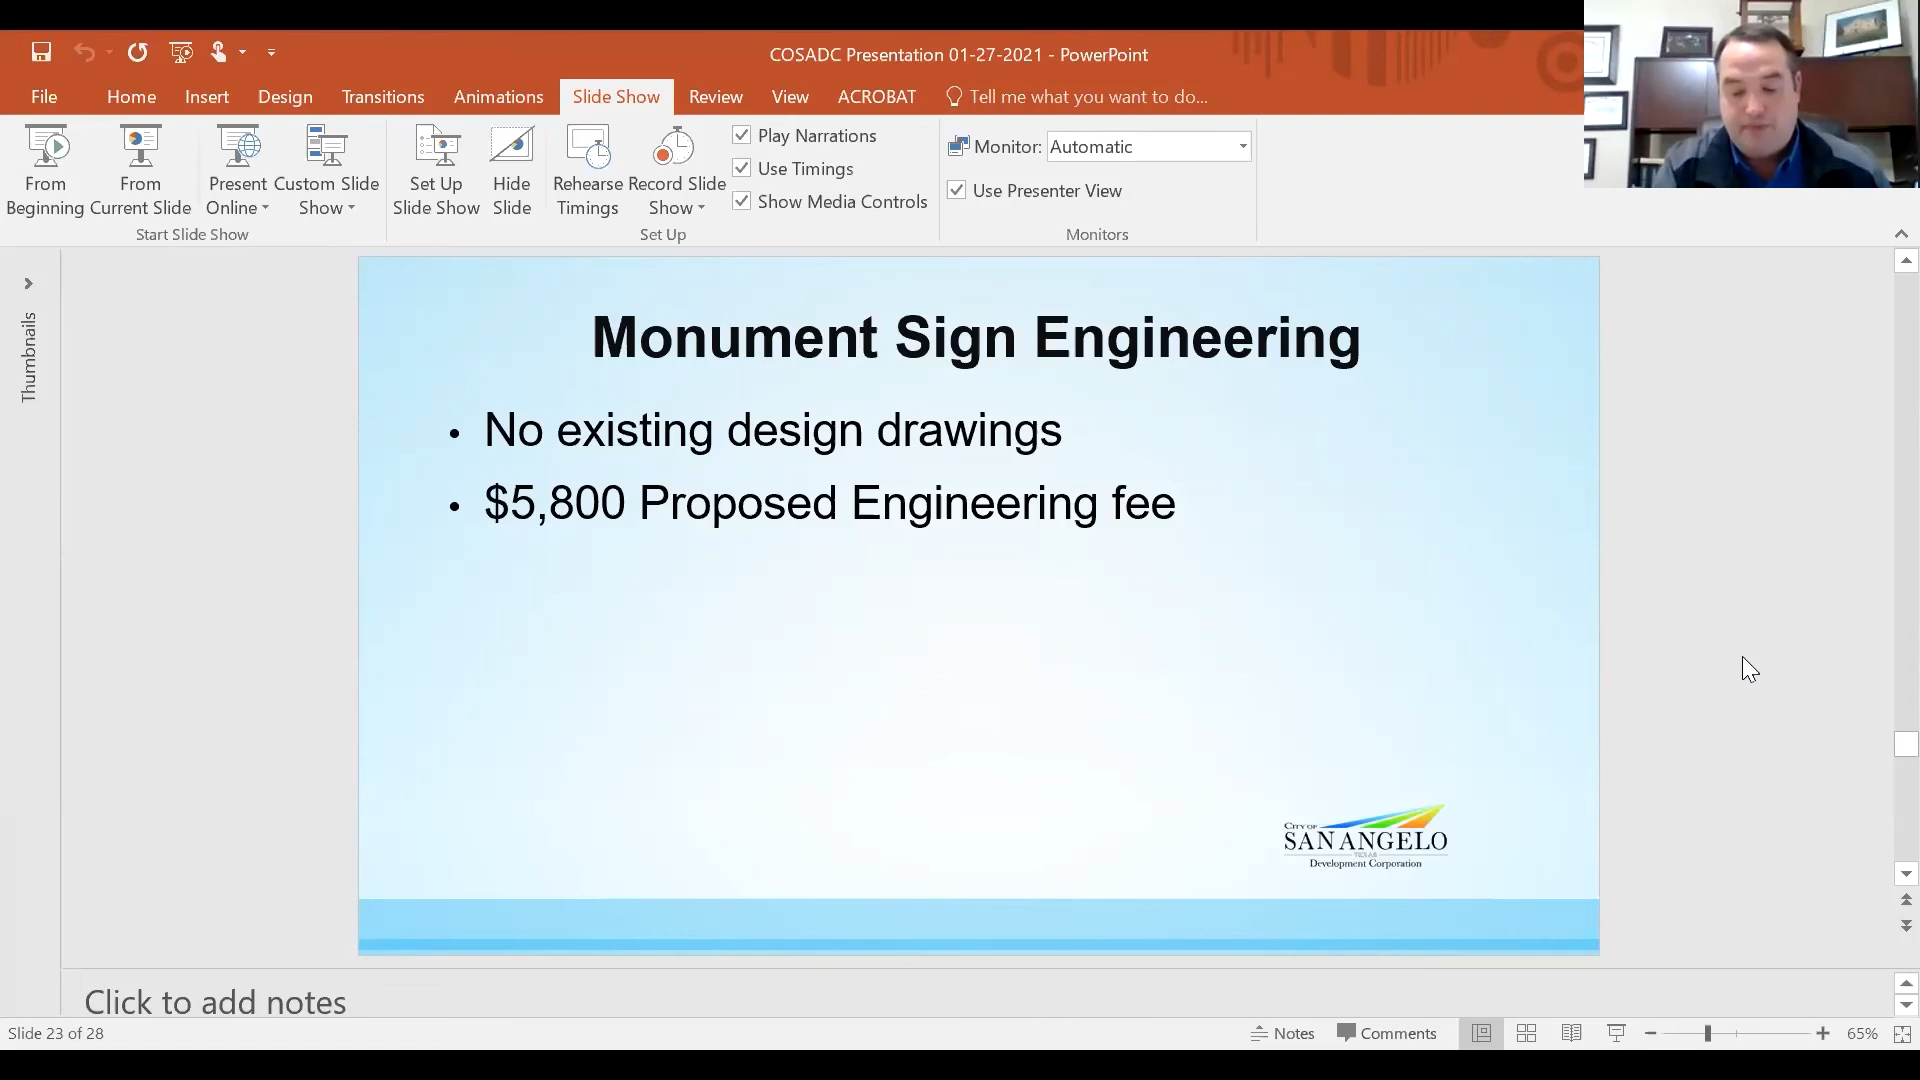 COSADC Presentation 01-27-2021 - PowerPoint
File Home Insert Design Transitions Animations Slide Show Review View ACROBAT Tell me what you want to do...
From Beginning
From Current Slide
Present Online
Custom Slide Show
Start Slide Show
Set Up Slide Show
Hide Slide
Rehearse Timings
Record Slide Show
Play Narrations
Use Timings
Show Media Controls
Set Up
Monitor: Automatic
Use Presenter View
Monitors
Thumbnails
Monument Sign Engineering
• No existing design drawings
• $5,800 Proposed Engineering fee
CITY OF
SAN ANGELO
TEXAS
Development Corporation
Click to add notes
Slide 23 of 28
Notes Comments 65%